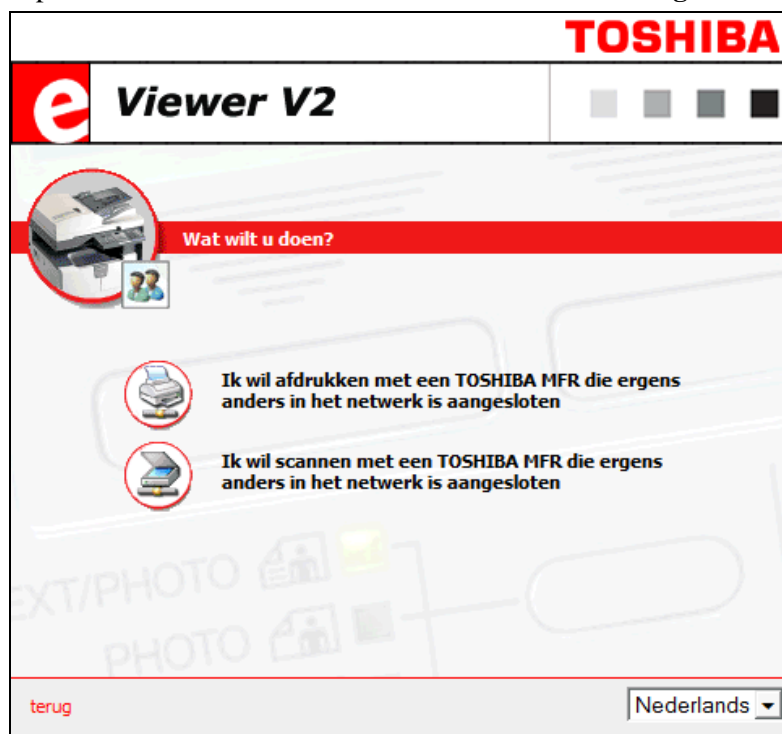 TOSHIBA
e Viewer V2
Wat wilt u doen?
Ik wil afdrukken met een TOSHIBA MFR die ergens
anders in het netwerk is aangesloten
Ik wil scannen met een TOSHIBA MFR die ergens
anders in het netwerk is aangesloten
EXT/PHOTO
PHOTO
terug
Nederlands